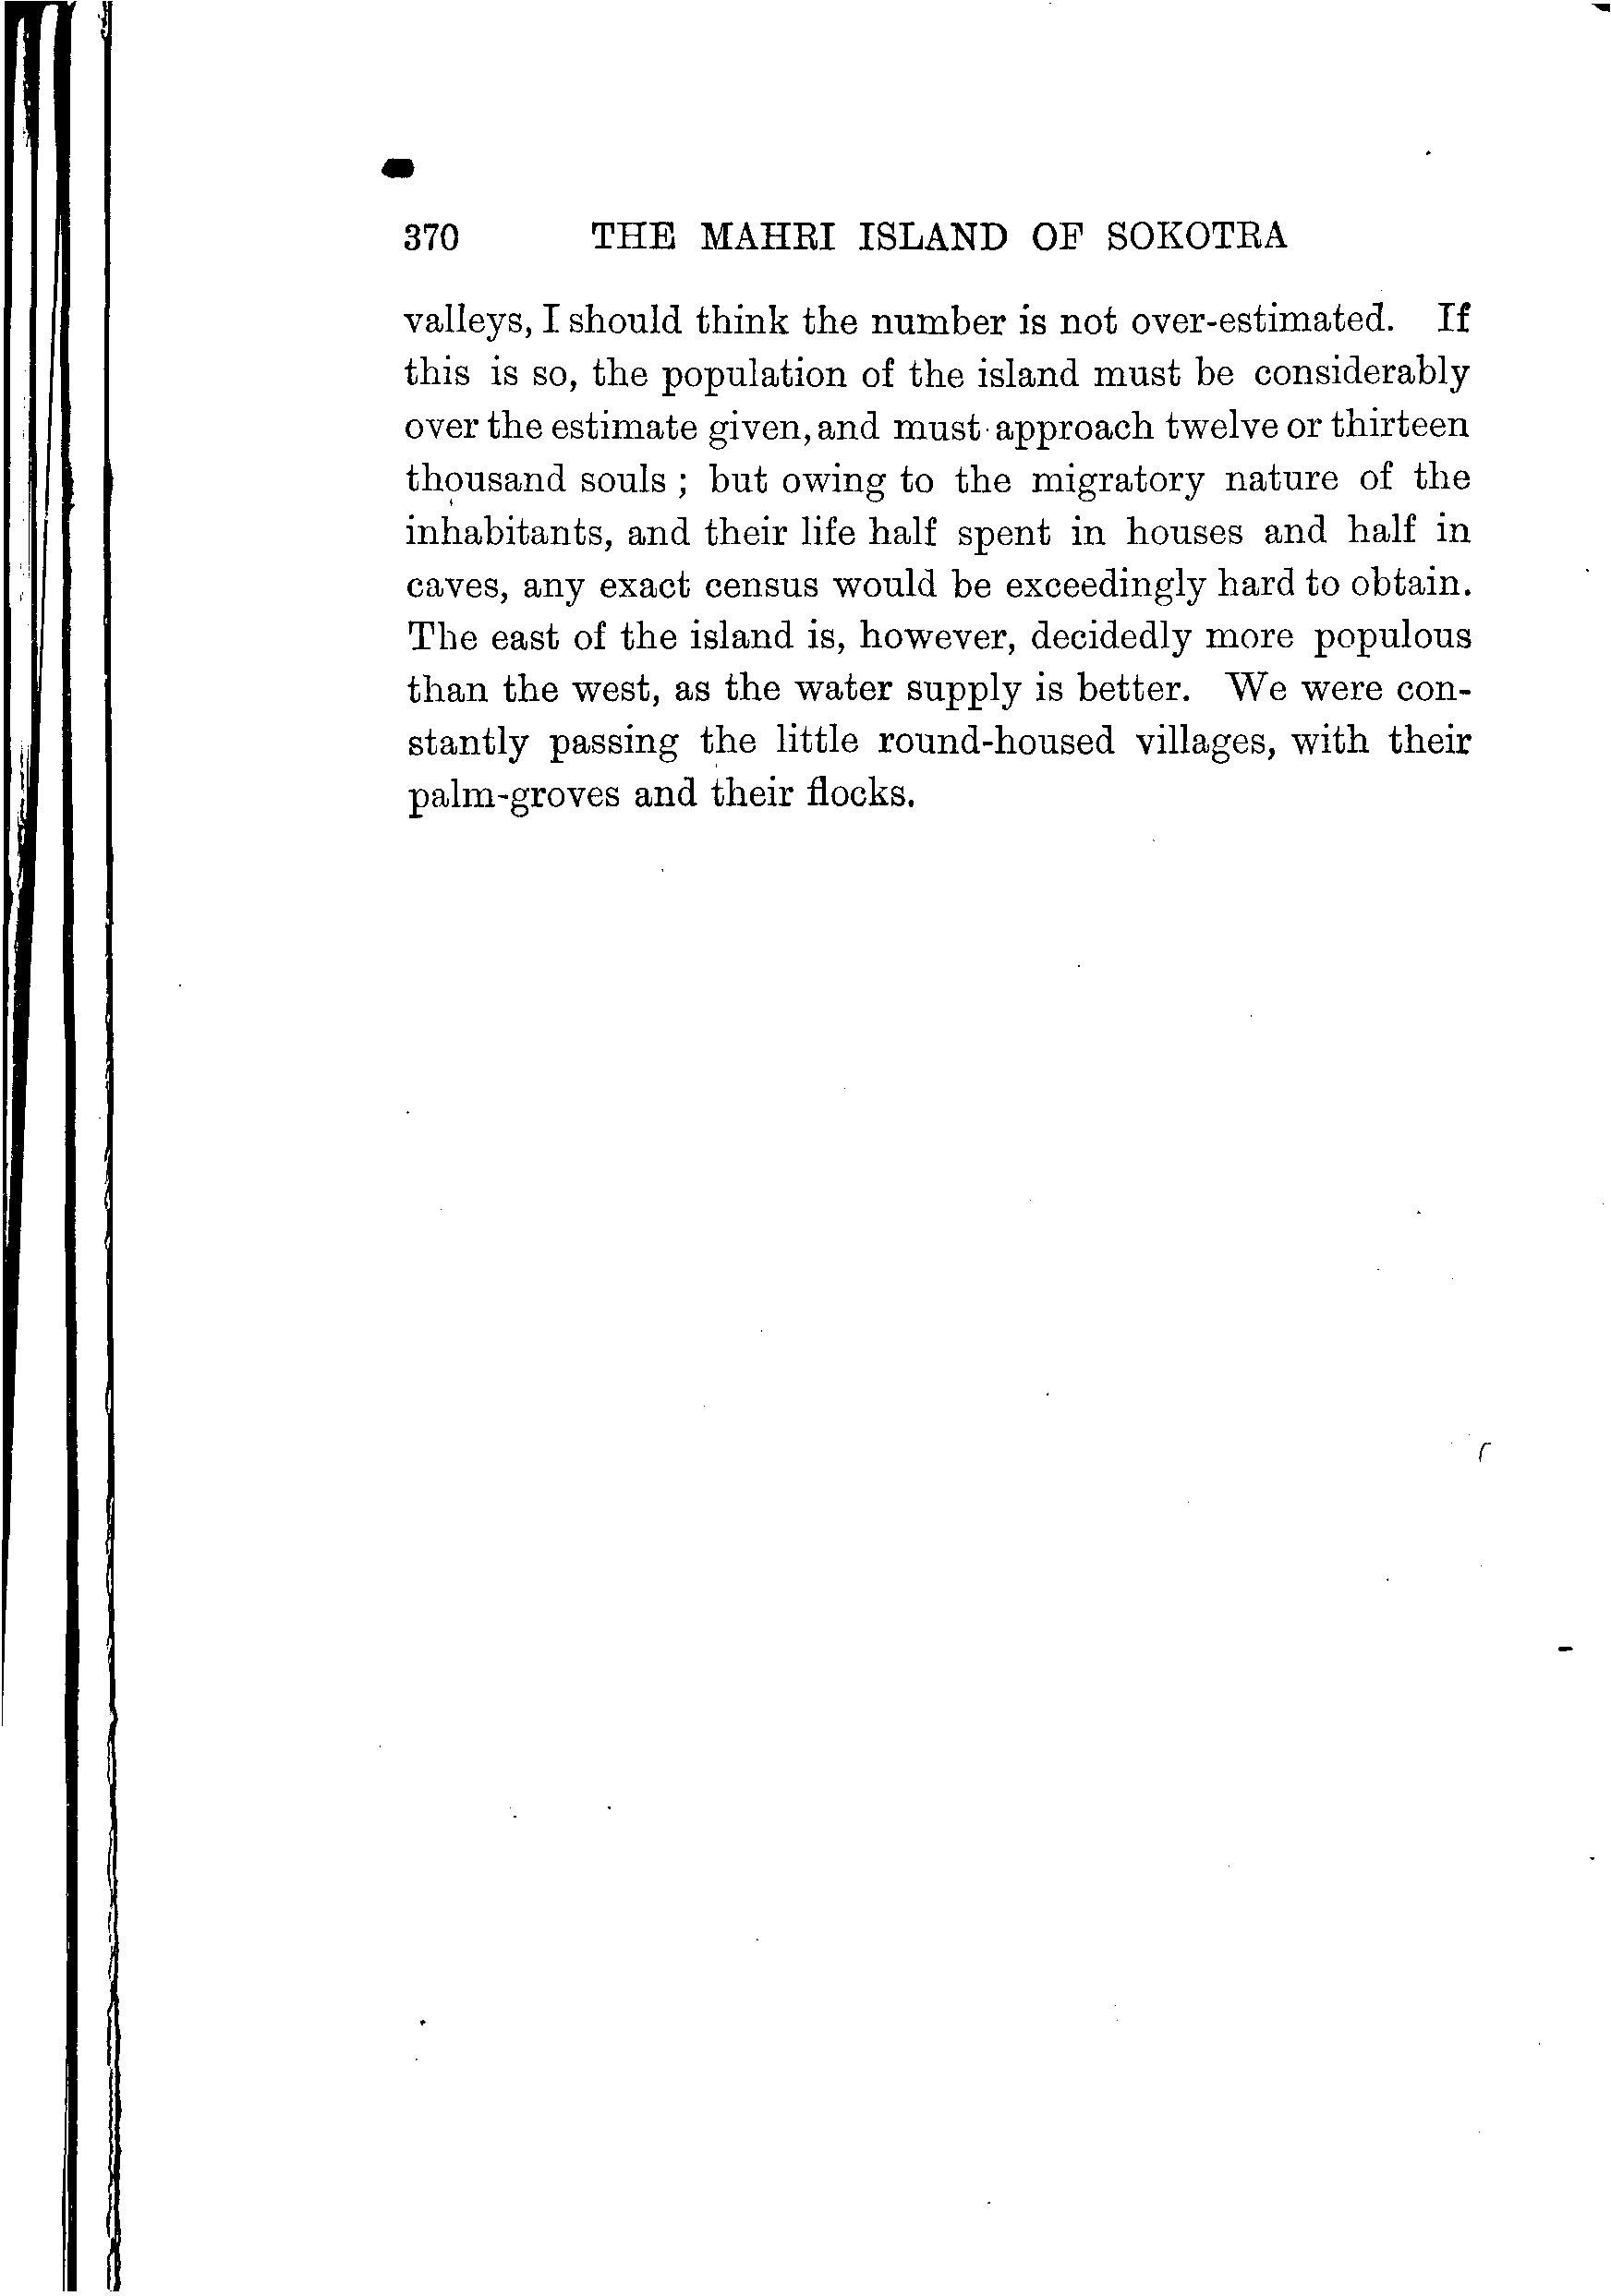 370 THE MAHRI ISLAND OF SOKOTRA
valleys, I should think the number is not over-estimated. If
this is so, the population of the island must be considerably
over the estimate given, and must approach twelve or thirteen
thousand souls ; but owing to the migratory nature of the
inhabitants, and their life half spent in houses and half in
caves, any exact census would be exceedingly hard to obtain.
The east of the island is, however, decidedly more populous
than the west, as the water supply is better. We were con-
stantly passing the little round-housed villages, with their
palm-groves and their flocks.